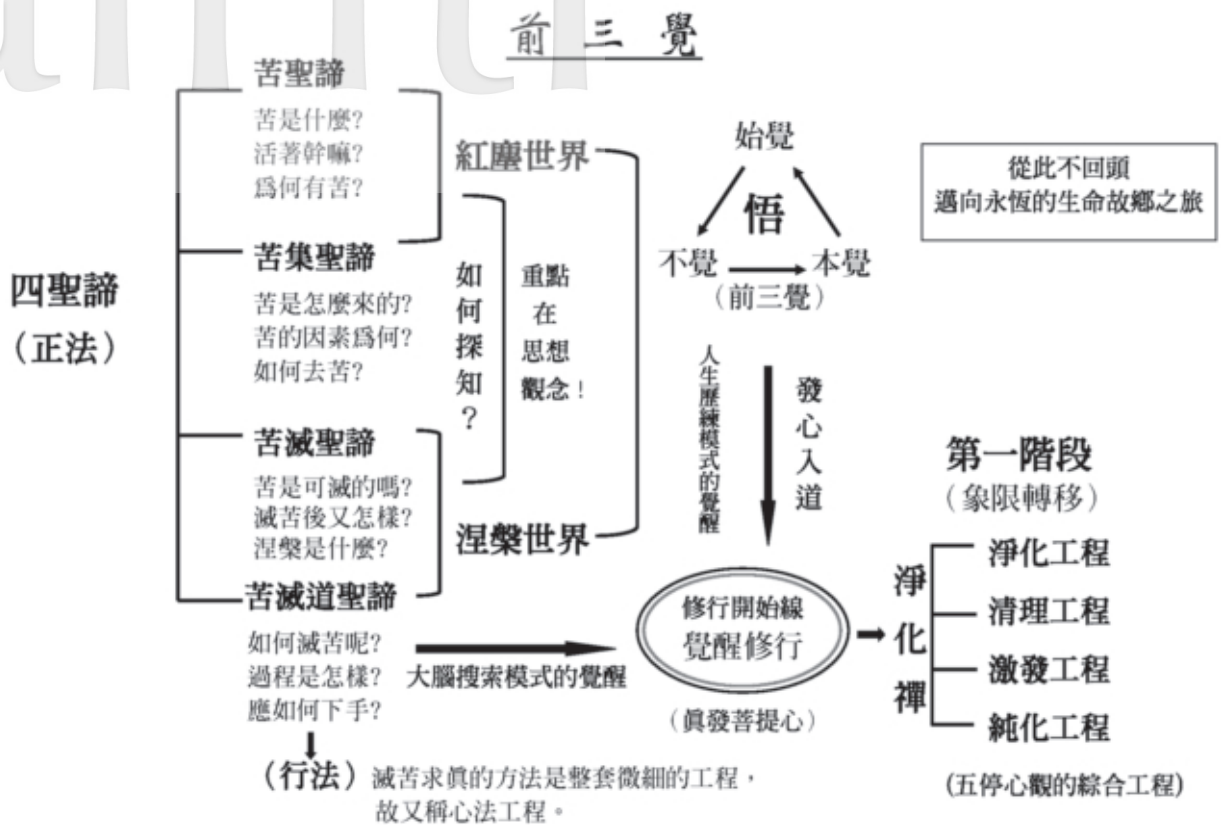 前三覺
四聖諦
（正法）
苦聖諦
苦是什麼?
活著幹嘛?
爲何有苦?
苦集聖諦
苦是怎麼來的?
苦的因素爲何?
如何去苦?
苦滅聖諦
苦是可滅的嗎?
滅苦後又怎樣?
涅槃是什麼?
苦滅道聖諦
如何滅苦呢?
過程是怎樣?
應如何下手?
（行法）滅苦求眞的方法是整套微細的工程，
故又稱心法工程。
紅塵世界
如何探知？
重點
在
思想
觀念！
涅槃世界
大腦搜索模式的覺醒
始覺
悟
不覺
本覺
（前三覺）
人生歷練模式的覺醒
發心入道
修行開始線
覺醒修行
（眞發菩提心）
從此不回頭
邁向永恆的生命故鄉之旅
淨化禪
第一階段
（象限轉移）
淨化工程
清理工程
激發工程
純化工程
(五停心觀的綜合工程)